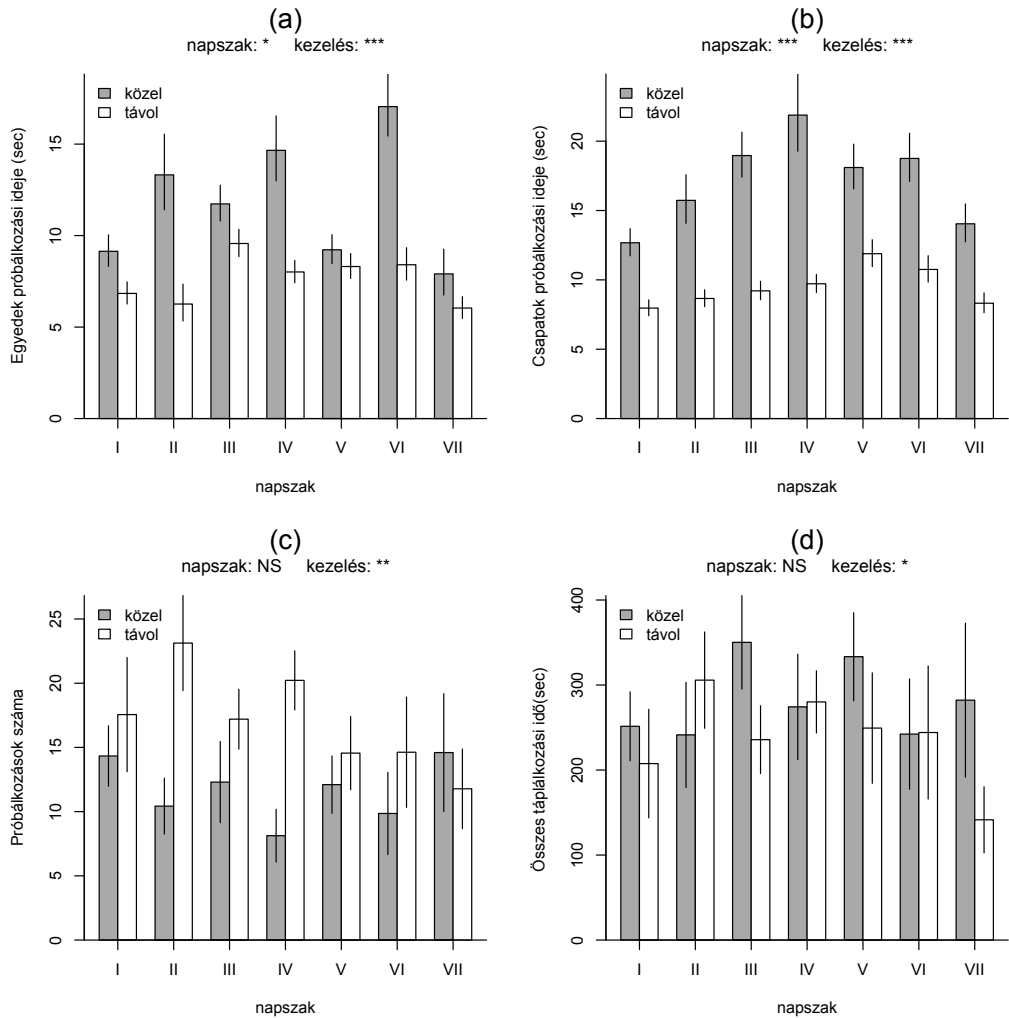 (a)
napszak: * kezelés: ***
közel
távol
Egyedek próbálkozási ideje (sec)
0 5 10 15
I II III IV V VI VII
napszak
(b)
napszak: *** kezelés: ***
közel
távol
Csapatok próbálkozási ideje (sec)
0 5 10 15 20
I II III IV V VI VII
napszak
(c)
napszak: NS kezelés: **
közel
távol
Próbálkozások száma
0 5 10 15 20 25
I II III IV V VI VII
napszak
(d)
napszak: NS kezelés: *
közel
távol
Összes táplálkozási idő(sec)
0 100 200 300 400
I II III IV V VI VII
napszak